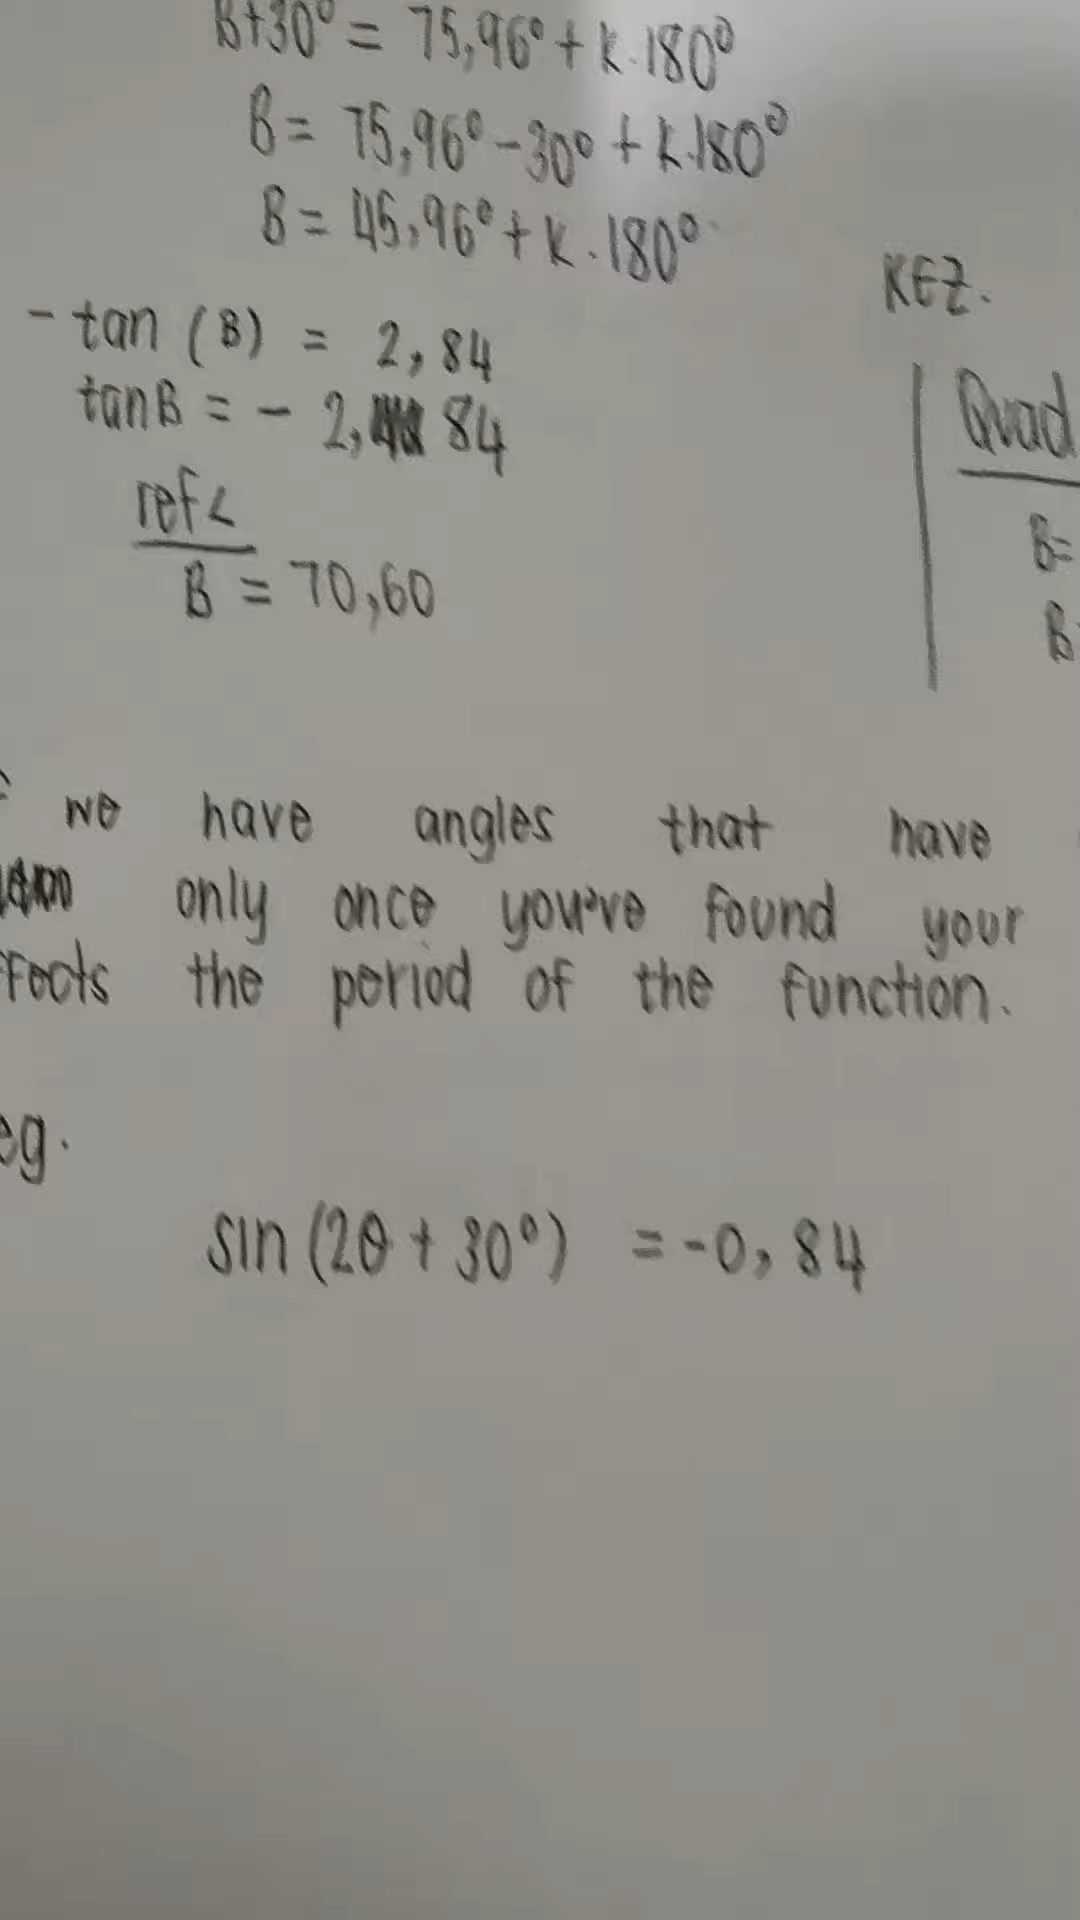 B+30° = 75,96° + k.180°
B = 75,96° - 30° + k.180°
B = 45,96° + k.180°
KEZ.
- tan (B) = 2,84
tanB = - 2, 84
ref<
B = 70,60
Quad
B=
B
we have angles that have
only once you've found your
ffects the period of the function.
eg.
sin (2θ + 30°) = -0,84